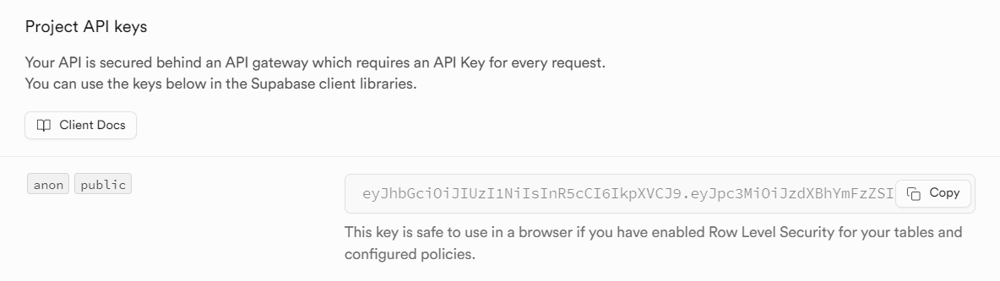 Project API keys
Your API is secured behind an API gateway which requires an API Key for every request.
You can use the keys below in the Supabase client libraries.
Client Docs
anon public
eyJhbGciOiJIUzI1NiIsInR5cCI6IkpXVCJ9.eyJpc3MiOiJzdXBhYmFzZSI Copy
This key is safe to use in a browser if you have enabled Row Level Security for your tables and
configured policies.